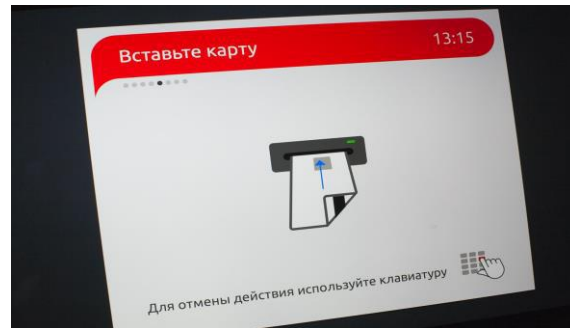 Вставьте карту
13:15
Для отмены действия используйте клавиатуру